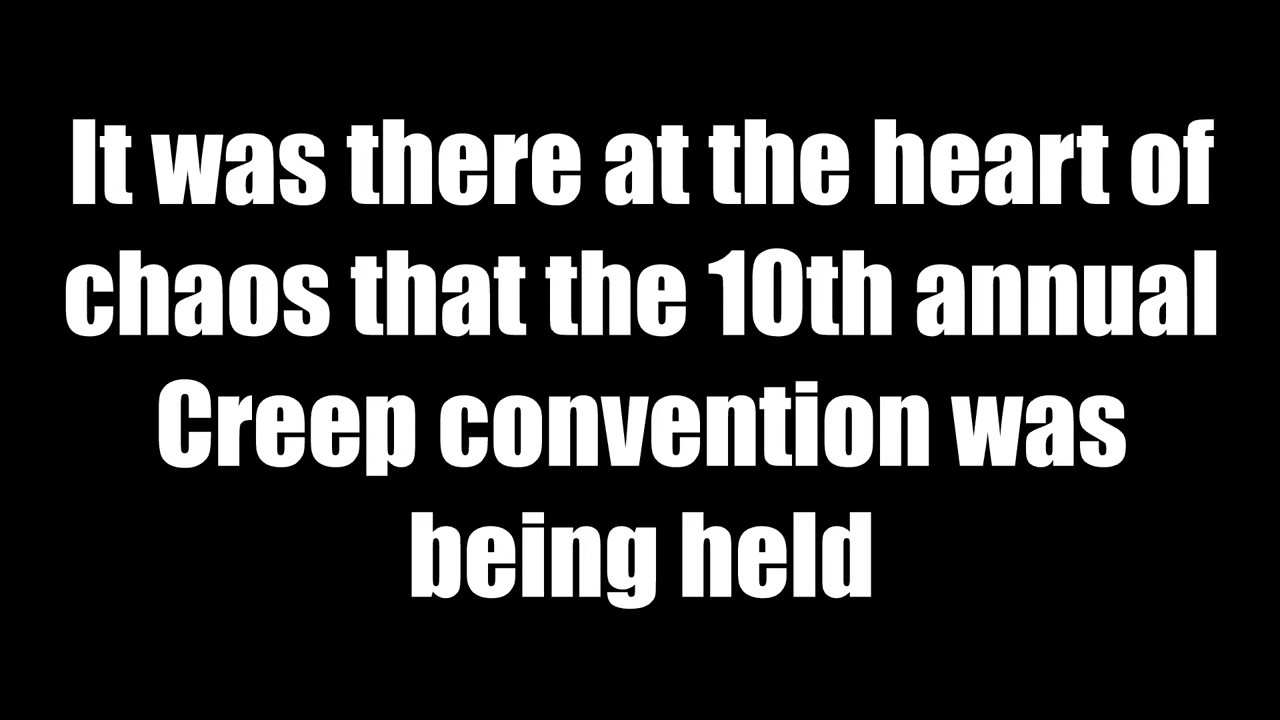 It was there at the heart of
chaos that the 10th annual
Creep convention was
being held